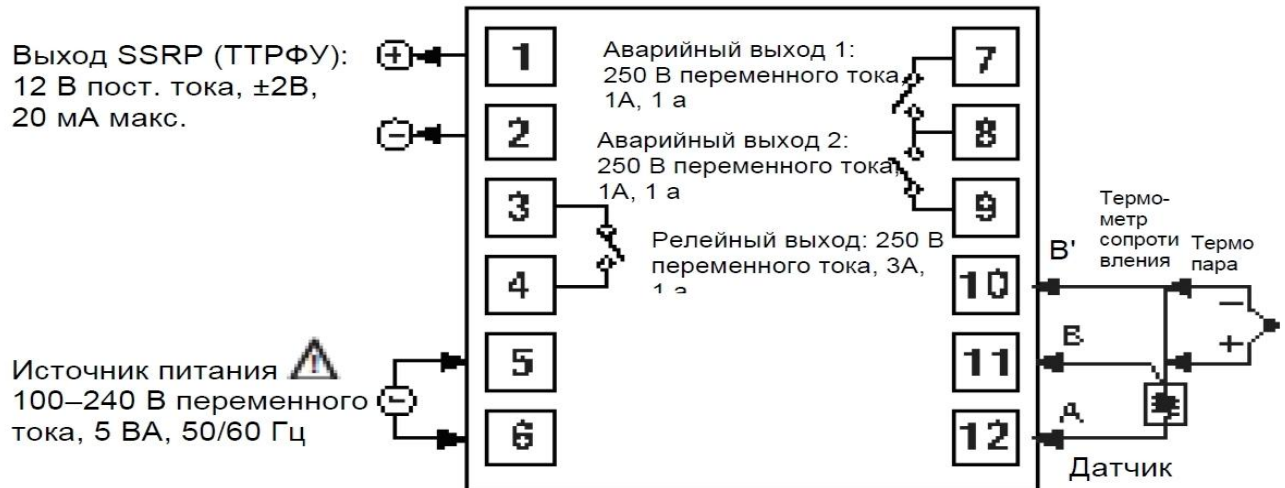 Выход SSRP (ТТРФУ):
12 В пост. тока, ±2В,
20 мА макс.
+
−
1
2
3
4
5
6
Источник питания
100–240 В переменного
тока, 5 ВА, 50/60 Гц
Аварийный выход 1:
250 В переменного тока
1А, 1 а
Аварийный выход 2:
250 В переменного тока,
1А, 1 а
Релейный выход: 250 В
переменного тока, 3А,
1 а
7
8
9
10
11
12
B'
B
A
Термо-
метр
сопроти
вления
Термо
пара
−
+
Датчик